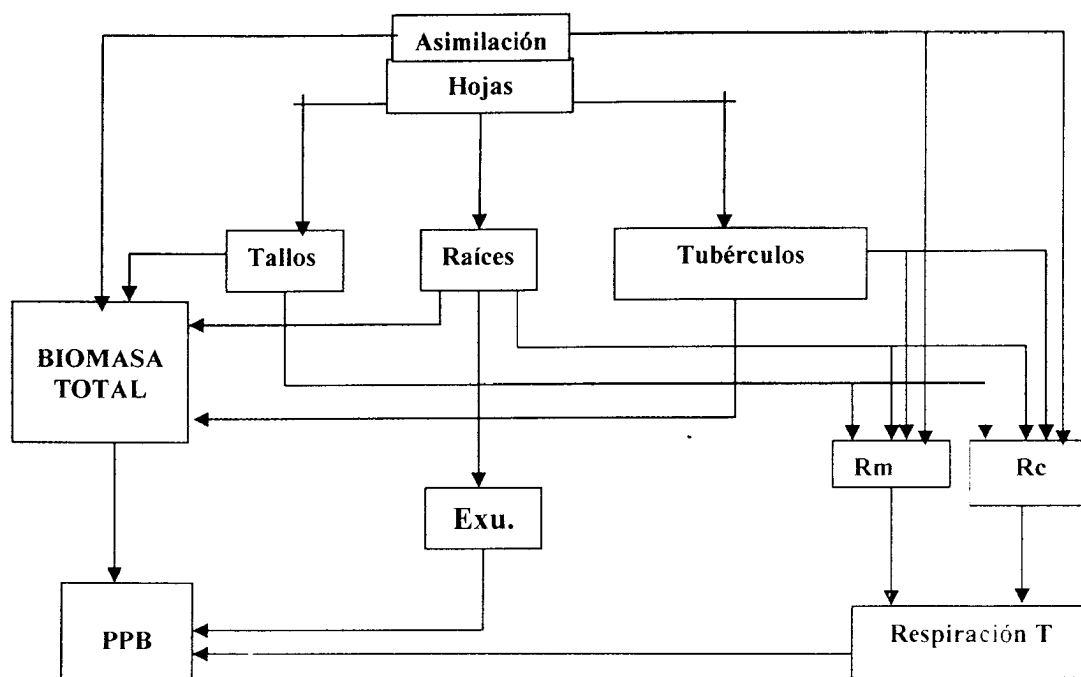 Asimilación
Hojas
Tallos
Raíces
Tubérculos
BIOMASA
TOTAL
Rm
Rc
Exu.
PPB
Respiración T